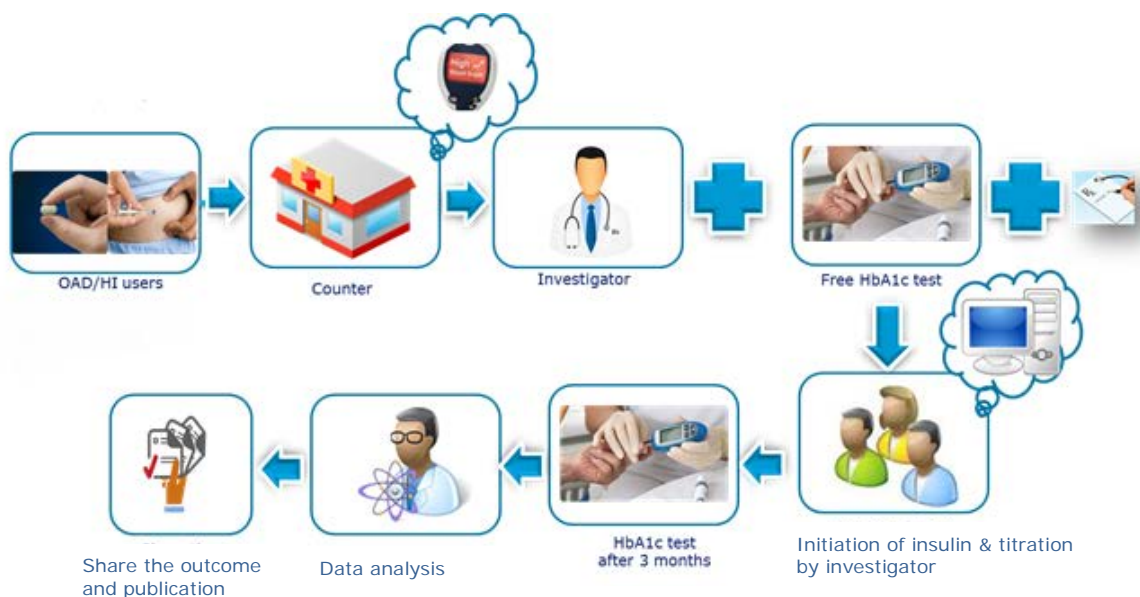 High
OAD/HI users
Counter
Investigator
Free HbA1c test
Share the outcome
and publication
Data analysis
HbA1c test
after 3 months
Initiation of insulin & titration
by investigator